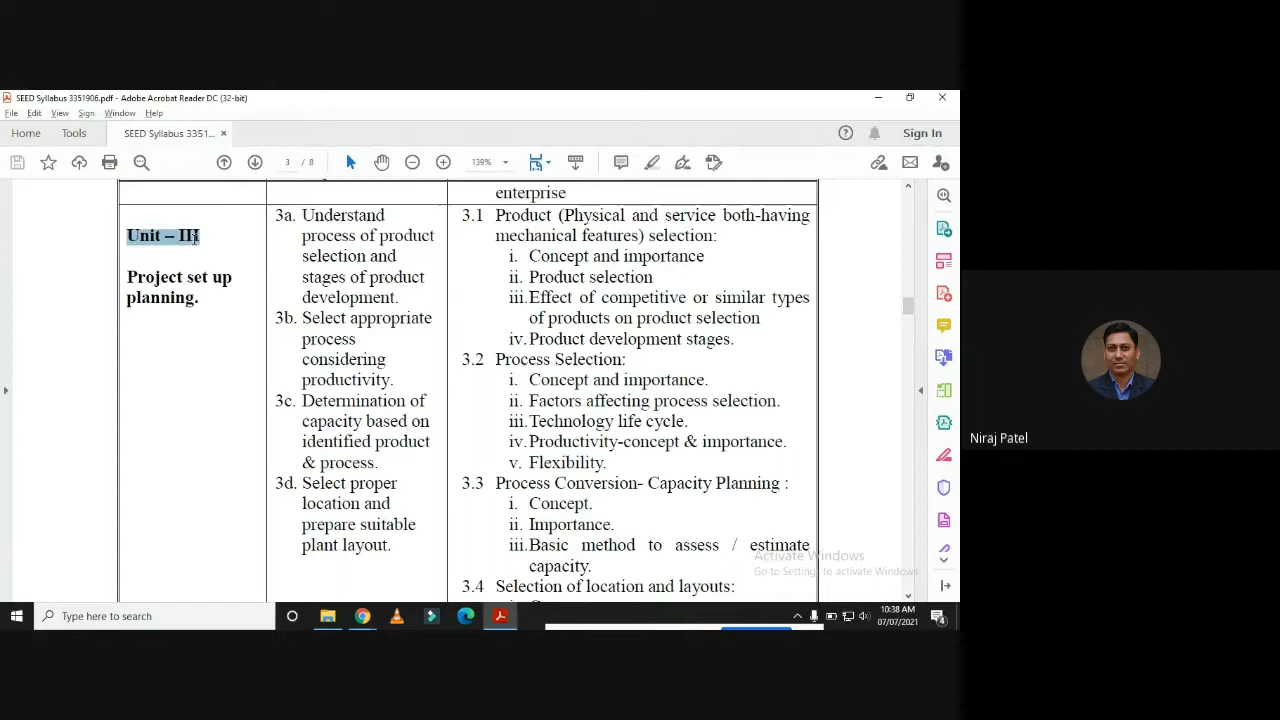 SEED Syllabus 3351906.pdf - Adobe Acrobat Reader DC (32-bit)
File Edit View Sign Window Help
Home Tools SEED Syllabus 3351... × Sign In
3 / 8 139%
enterprise
Unit – III
Project set up
planning.
3a. Understand
process of product
selection and
stages of product
development.
3b. Select appropriate
process
considering
productivity.
3c. Determination of
capacity based on
identified product
& process.
3d. Select proper
location and
prepare suitable
plant layout.
3.1 Product (Physical and service both-having
mechanical features) selection:
i. Concept and importance
ii. Product selection
iii. Effect of competitive or similar types
of products on product selection
iv. Product development stages.
3.2 Process Selection:
i. Concept and importance.
ii. Factors affecting process selection.
iii. Technology life cycle.
iv. Productivity-concept & importance.
v. Flexibility.
3.3 Process Conversion- Capacity Planning :
i. Concept.
ii. Importance.
iii. Basic method to assess / estimate
capacity.
3.4 Selection of location and layouts:
Activate Windows
Go to Settings to activate Windows.
Niraj Patel
Type here to search
10:38 AM
07/07/2021
4